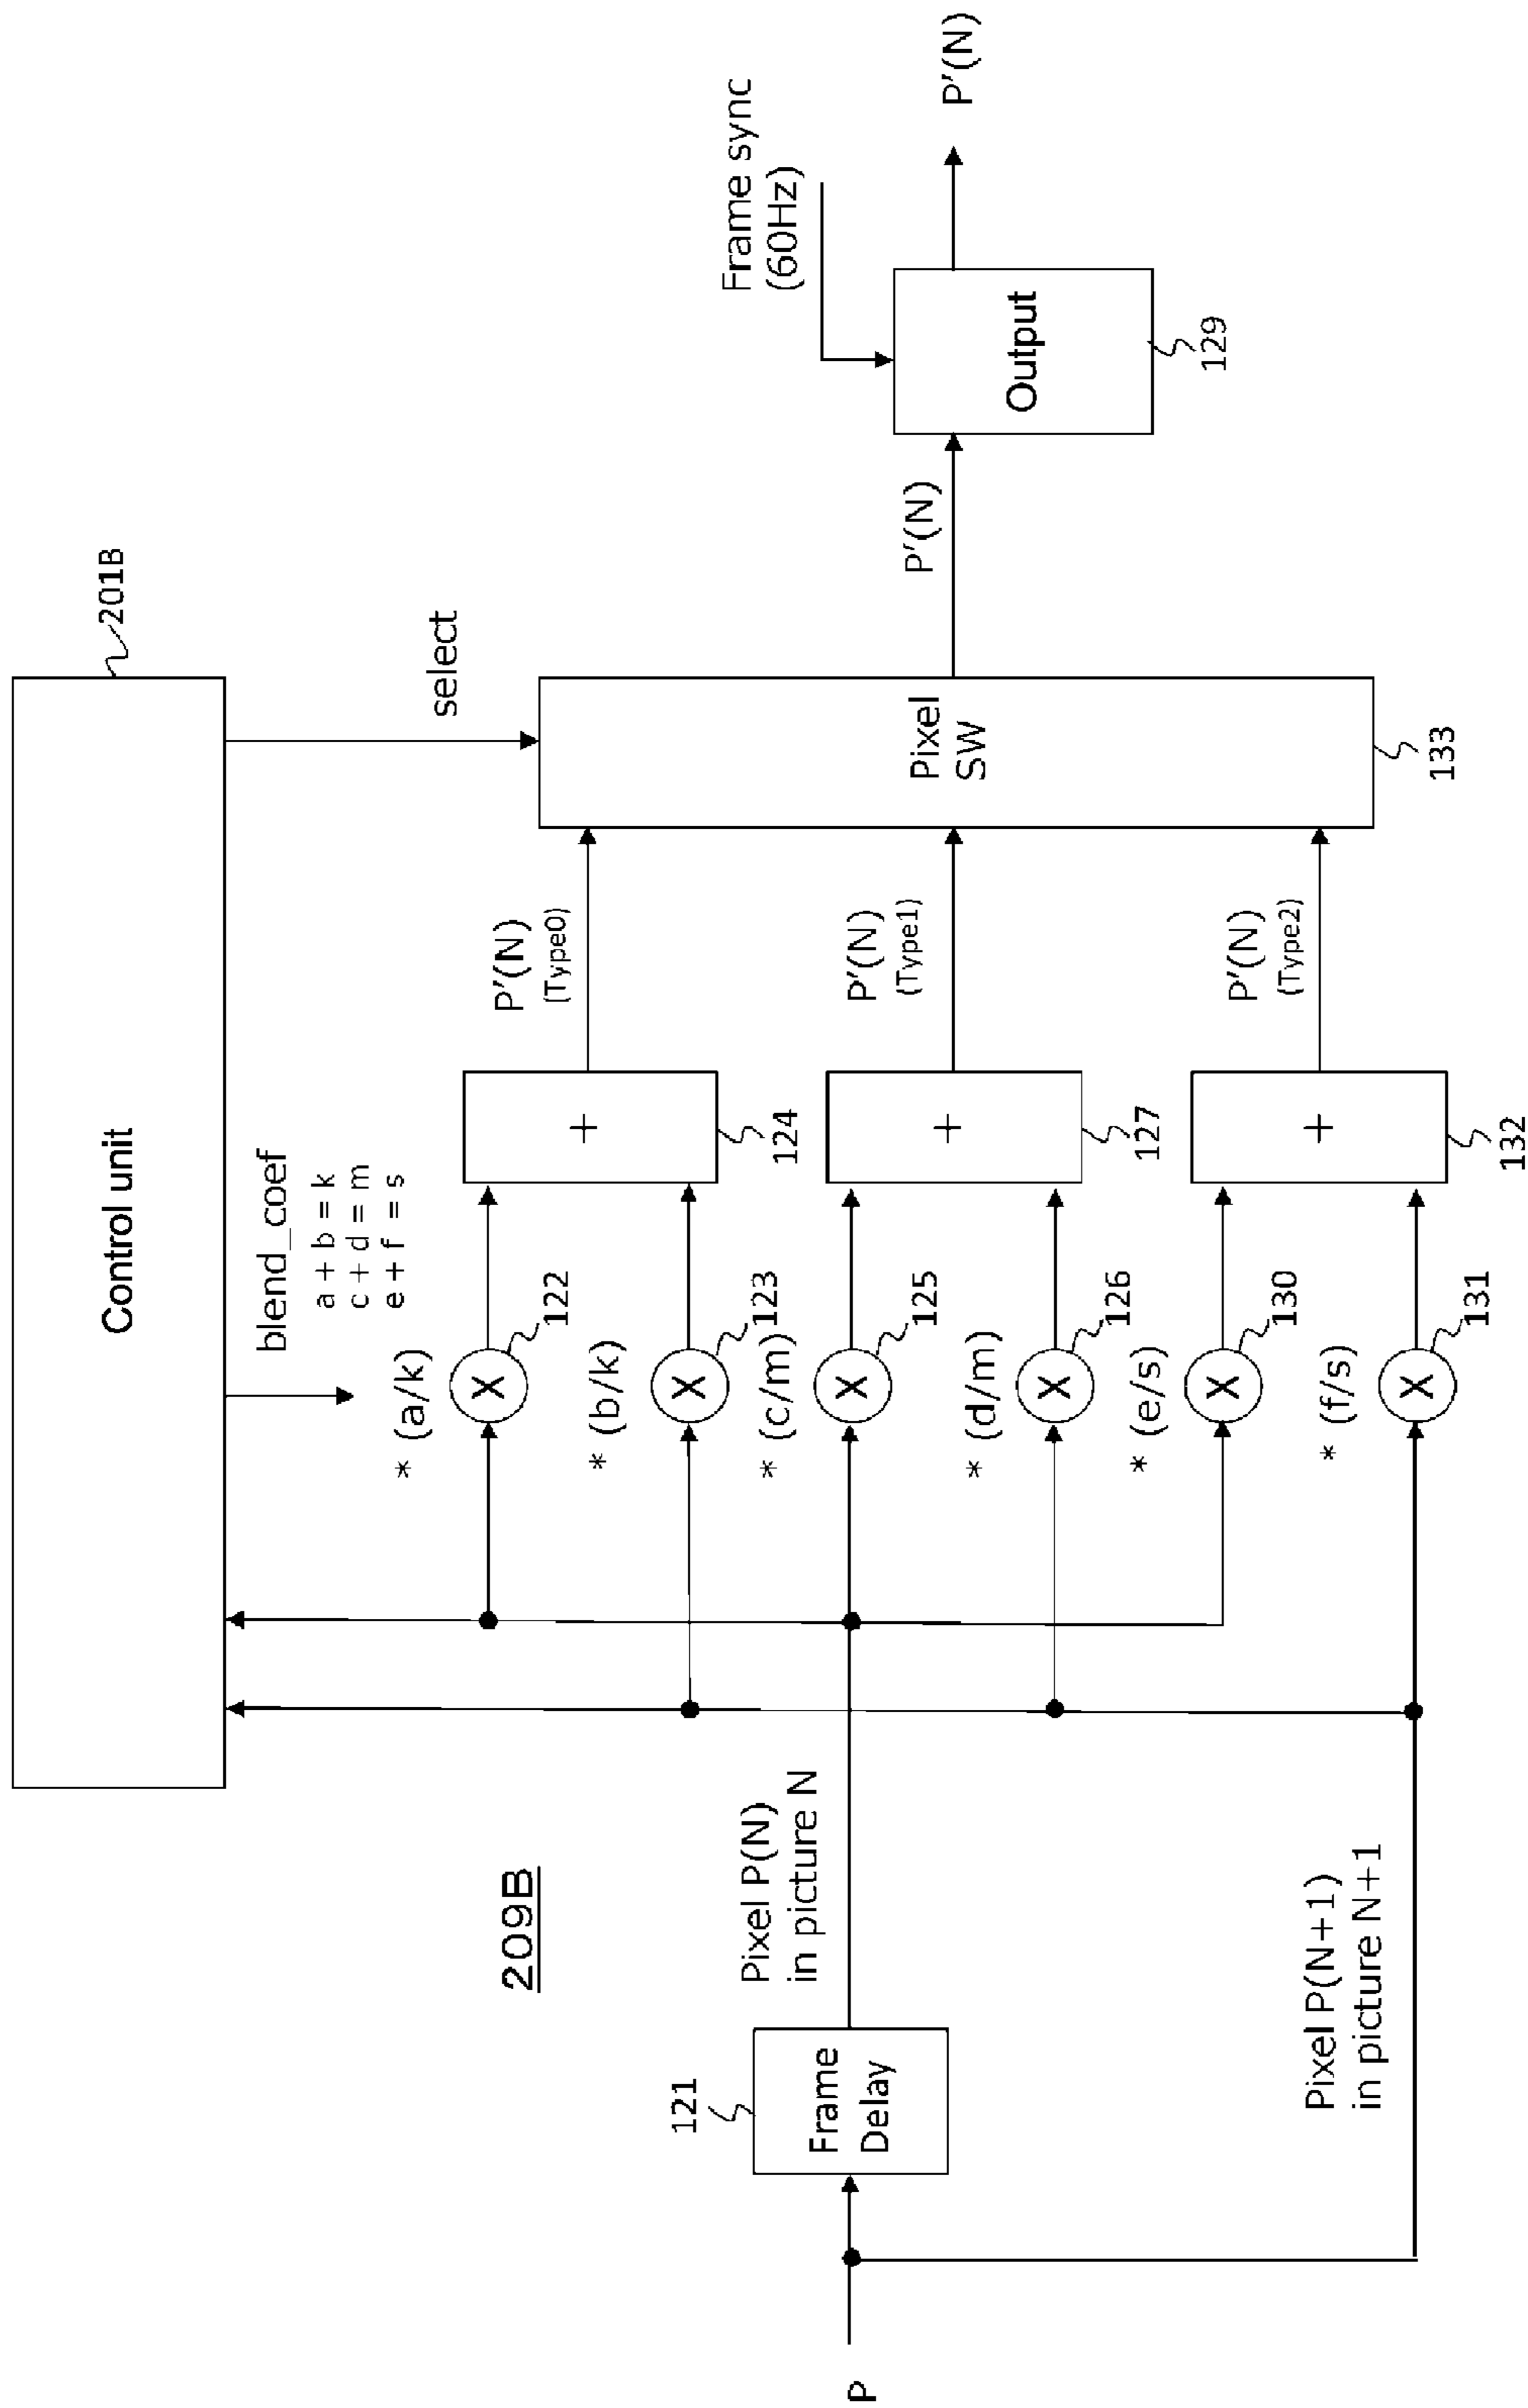 Control unit
201B
blend_coef
a + b = k
c + d = m
e + f = s
select
209B
P
121
Frame
Delay
Pixel P(N)
in picture N
Pixel P(N+1)
in picture N+1
* (a/k)
X
122
* (b/k)
X
123
* (c/m)
X
125
* (d/m)
X
126
* (e/s)
X
130
* (f/s)
X
131
+
124
+
127
+
132
P'(N)
(Type0)
P'(N)
(Type1)
P'(N)
(Type2)
Pixel
SW
133
P'(N)
Frame sync
(60Hz)
Output
129
P'(N)